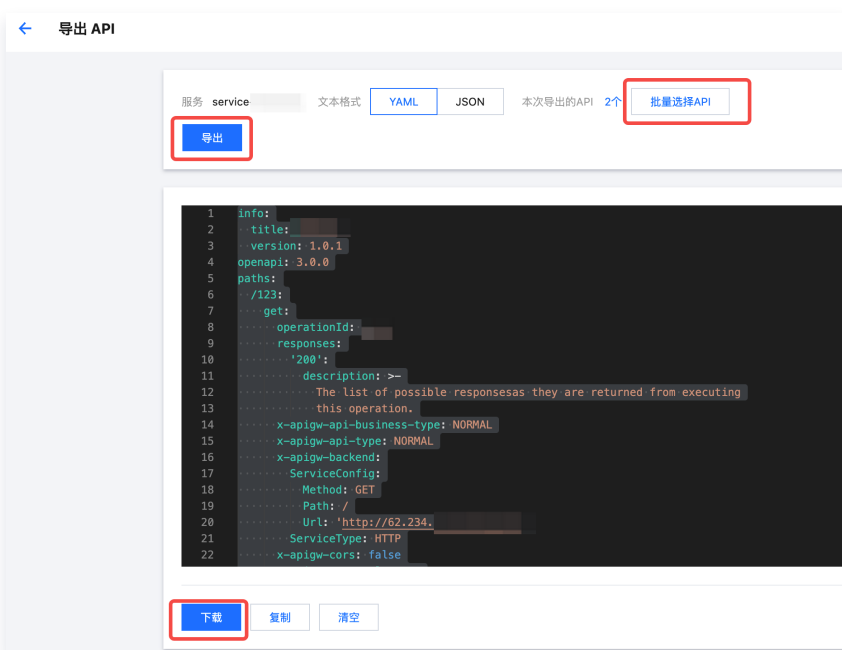 ← 导出 API
服务 service 文本格式 YAML JSON 本次导出的API 2个 批量选择API
导出
1 info:
2 title:
3 version: 1.0.1
4 openapi: 3.0.0
5 paths:
6 /123:
7 get:
8 operationId:
9 responses:
10 '200':
11 description: >-
12 The list of possible responsesas they are returned from executing
13 this operation.
14 x-apigw-api-business-type: NORMAL
15 x-apigw-api-type: NORMAL
16 x-apigw-backend:
17 ServiceConfig:
18 Method: GET
19 Path: /
20 Url: 'http://62.234.
21 ServiceType: HTTP
22 x-apigw-cors: false
下载 复制 清空